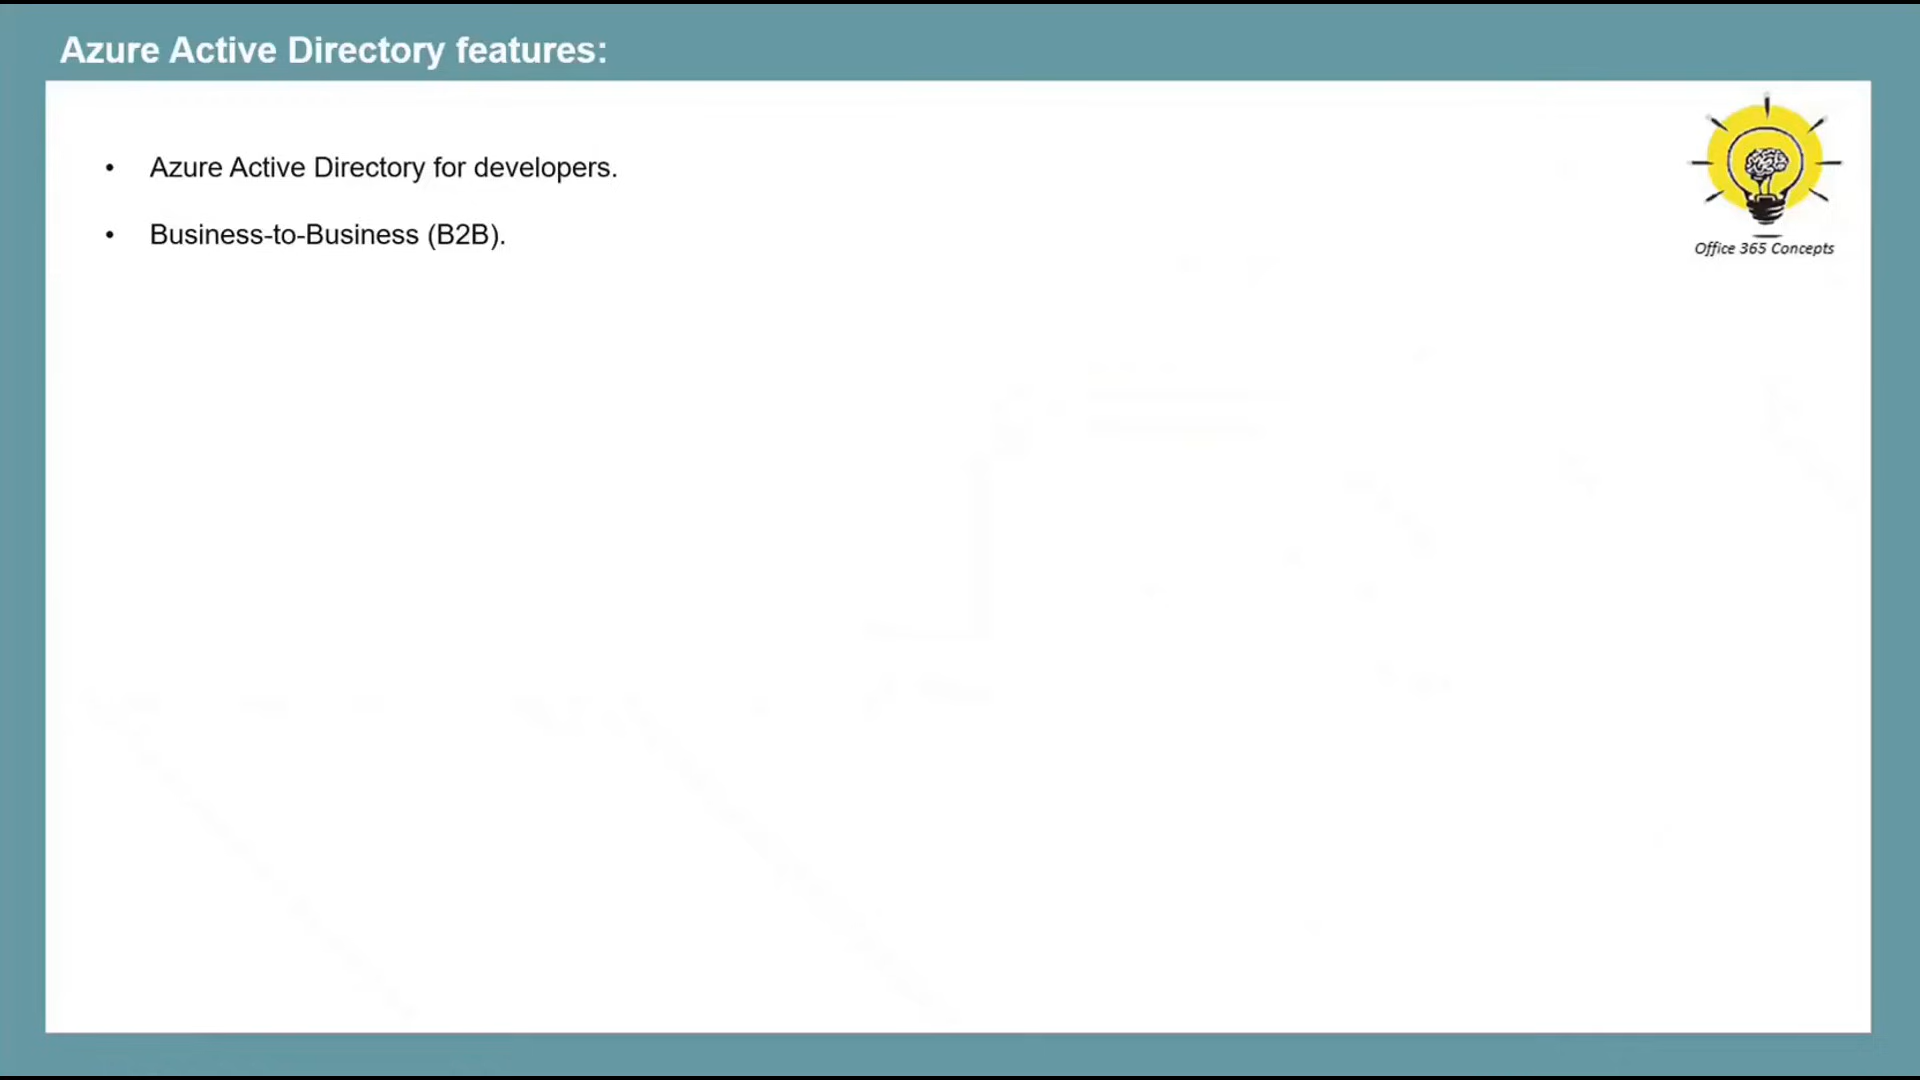 Azure Active Directory features:
• Azure Active Directory for developers.
• Business-to-Business (B2B).
Office 365 Concepts